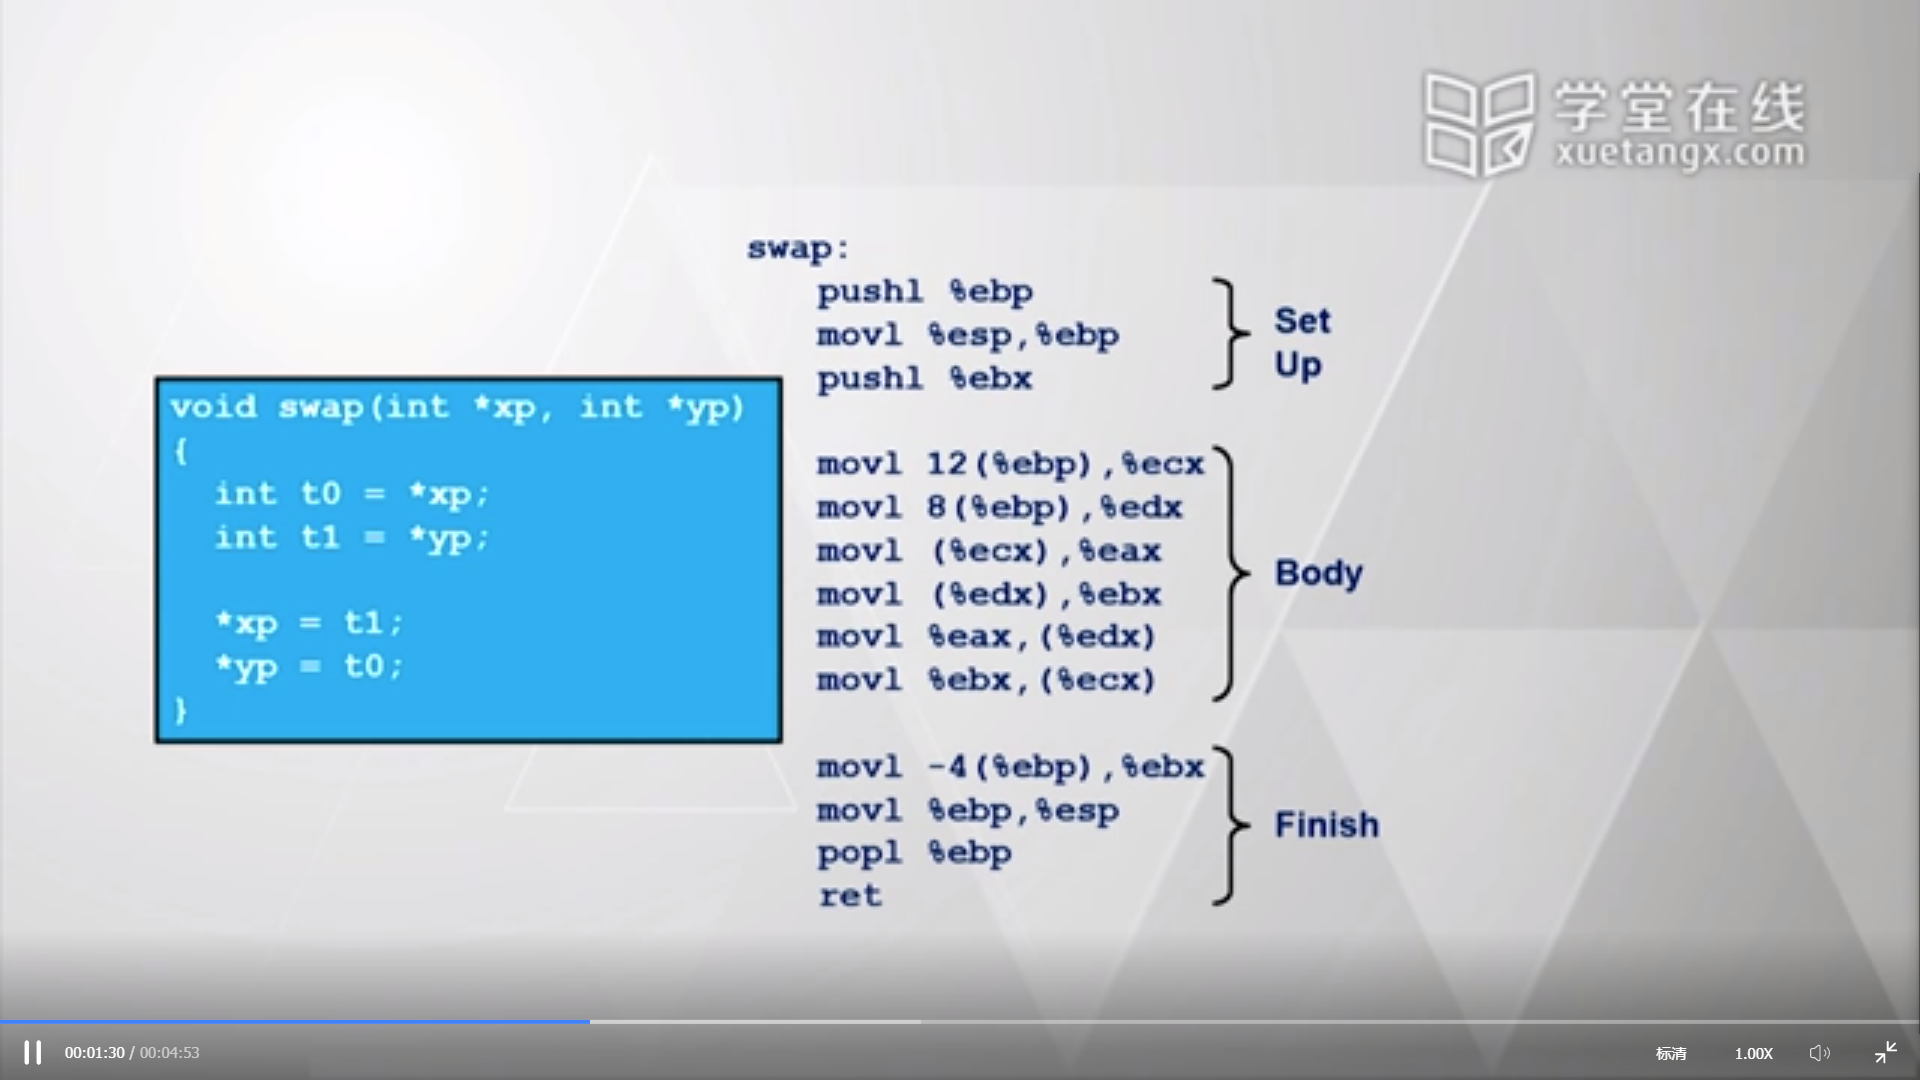 学堂在线
xuetangx.com
void swap(int *xp, int *yp)
{
int t0 = *xp;
int t1 = *yp;
*xp = t1;
*yp = t0;
}
swap:
pushl %ebp
movl %esp,%ebp
pushl %ebx
Set
Up
movl 12(%ebp),%ecx
movl 8(%ebp),%edx
movl (%ecx),%eax
movl (%edx),%ebx
movl %eax,(%edx)
movl %ebx,(%ecx)
Body
movl -4(%ebp),%ebx
movl %ebp,%esp
popl %ebp
ret
Finish
00:01:30 / 00:04:53
标清
1.00X